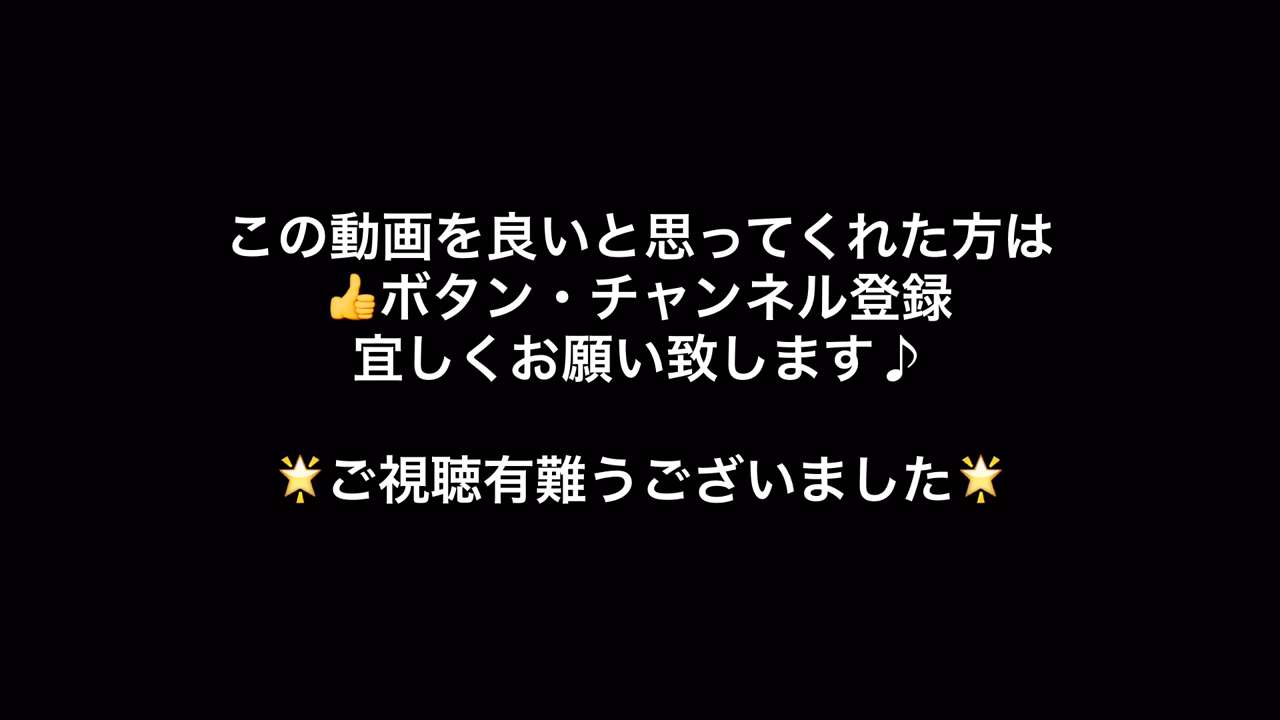 この動画を良いと思ってくれた方は
👍ボタン・チャンネル登録
宜しくお願い致します♪
🌟ご視聴有難うございました🌟